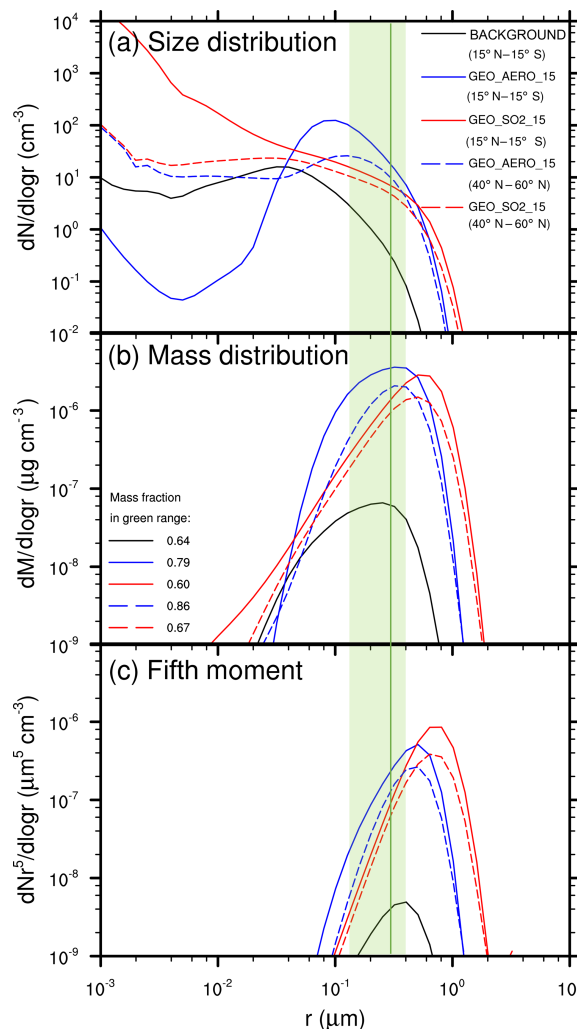 (a) Size distribution
BACKGROUND
(15° N−15° S)
GEO_AERO_15
(15° N−15° S)
GEO_SO2_15
(15° N−15° S)
GEO_AERO_15
(40° N−60° N)
GEO_SO2_15
(40° N−60° N)
dN/dlogr (cm⁻³)
10⁴
10³
10²
10¹
10⁰
10⁻¹
10⁻²
(b) Mass distribution
dM/dlogr (μg cm⁻³)
10⁻⁶
10⁻⁷
10⁻⁸
10⁻⁹
Mass fraction
in green range:
0.64
0.79
0.60
0.86
0.67
(c) Fifth moment
dNr⁵/dlogr (μm⁵ cm⁻³)
10⁻⁶
10⁻⁷
10⁻⁸
10⁻⁹
10⁻³ 10⁻² 10⁻¹ 10⁰ 10
r (μm)